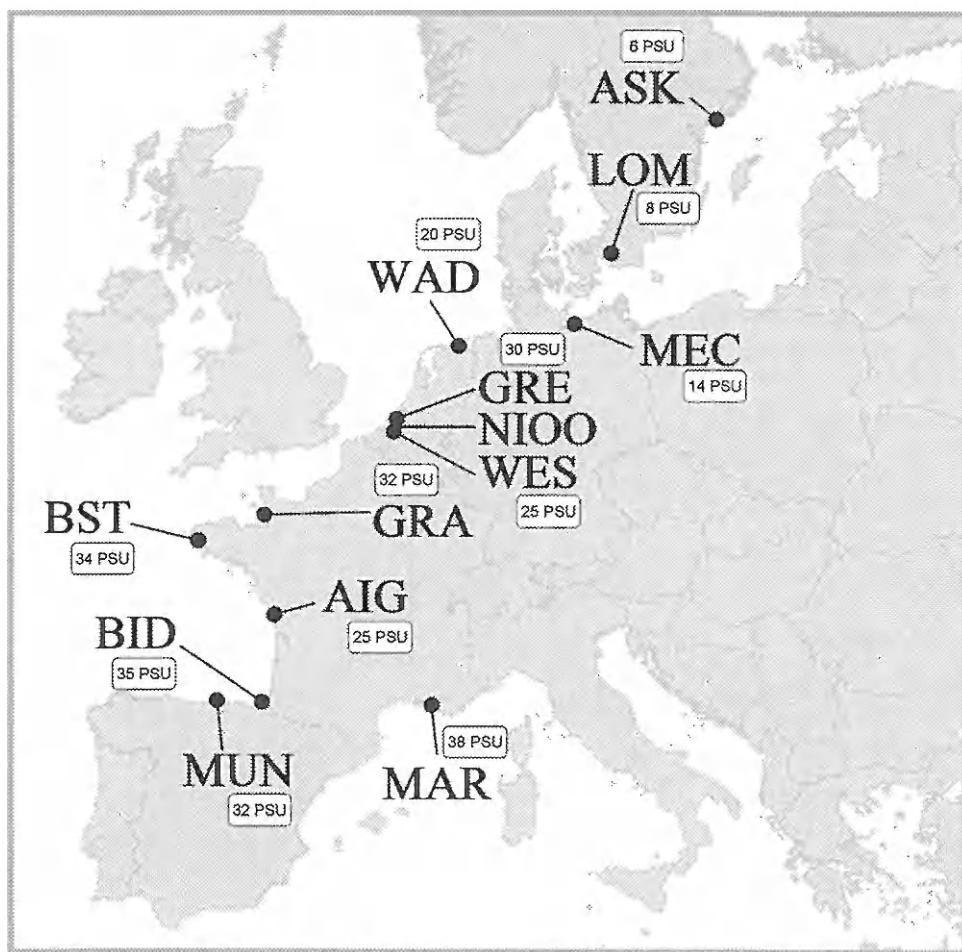 6 PSU
ASK
LOM
8 PSU
20 PSU
WAD
30 PSU
MEC
14 PSU
GRE
NIOO
WES
25 PSU
32 PSU
GRA
BST
34 PSU
AIG
25 PSU
BID
35 PSU
MUN
32 PSU
38 PSU
MAR